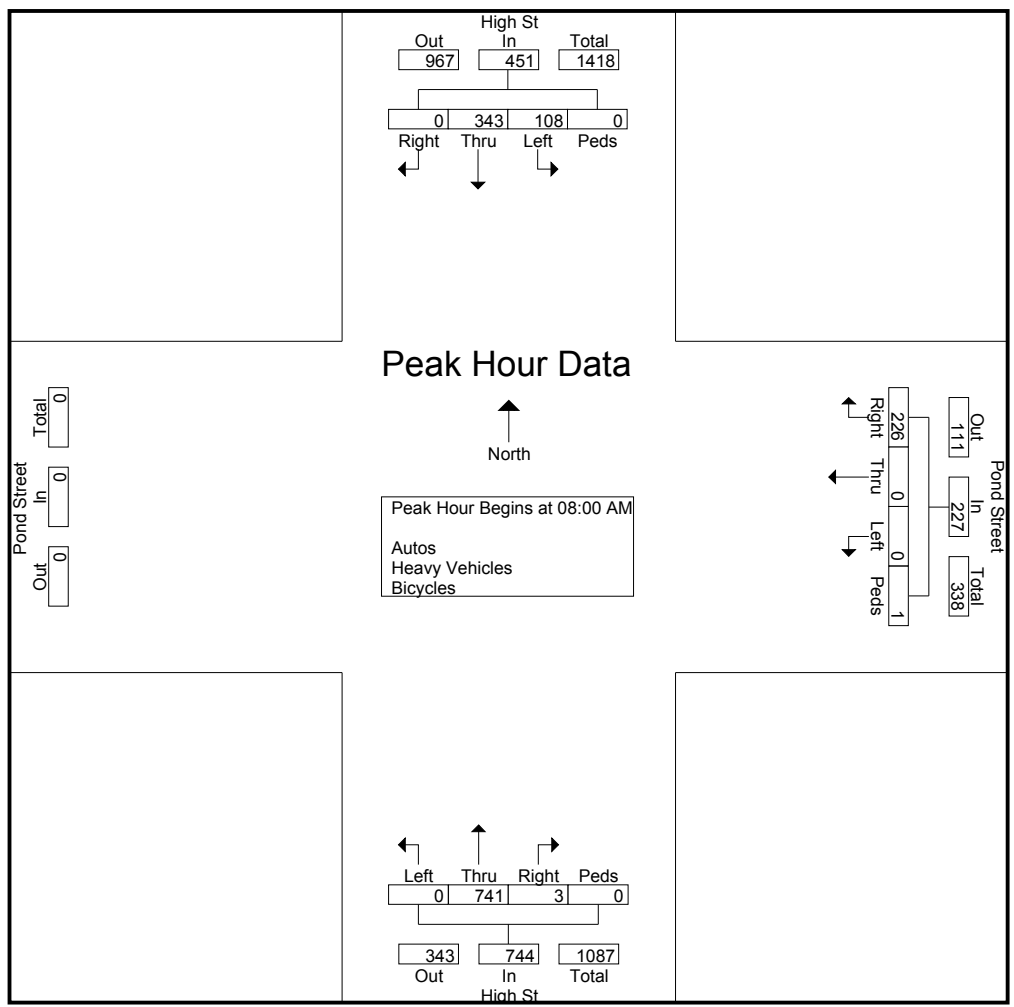 High St
Out In Total
967 451 1418
0 343 108 0
Right Thru Left Peds
Peak Hour Data
North
Peak Hour Begins at 08:00 AM
Autos
Heavy Vehicles
Bicycles
Pond Street
Total In Out
0 0 0
Pond Street
Out In Total
111 227 338
226 0 0 1
Right Thru Left Peds
Left Thru Right Peds
0 741 3 0
343 744 1087
Out In Total
High St